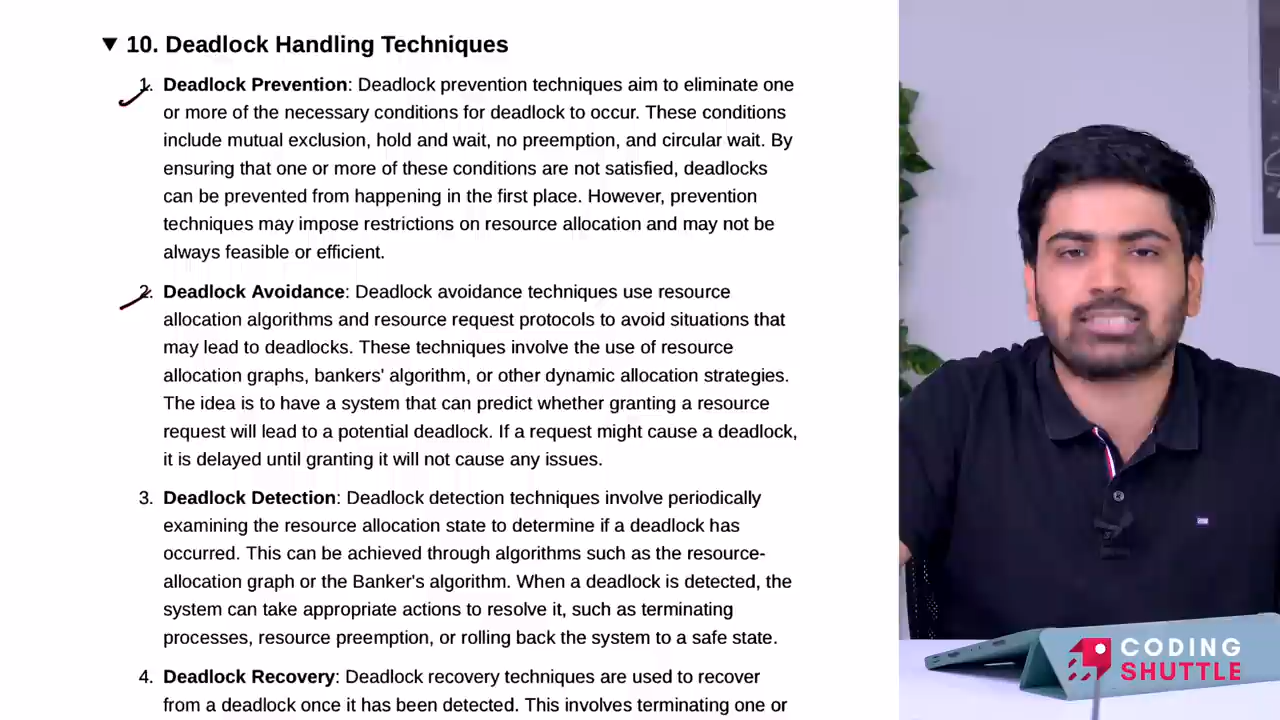 ▼ 10. Deadlock Handling Techniques
1. Deadlock Prevention: Deadlock prevention techniques aim to eliminate one
or more of the necessary conditions for deadlock to occur. These conditions
include mutual exclusion, hold and wait, no preemption, and circular wait. By
ensuring that one or more of these conditions are not satisfied, deadlocks
can be prevented from happening in the first place. However, prevention
techniques may impose restrictions on resource allocation and may not be
always feasible or efficient.
2. Deadlock Avoidance: Deadlock avoidance techniques use resource
allocation algorithms and resource request protocols to avoid situations that
may lead to deadlocks. These techniques involve the use of resource
allocation graphs, bankers' algorithm, or other dynamic allocation strategies.
The idea is to have a system that can predict whether granting a resource
request will lead to a potential deadlock. If a request might cause a deadlock,
it is delayed until granting it will not cause any issues.
3. Deadlock Detection: Deadlock detection techniques involve periodically
examining the resource allocation state to determine if a deadlock has
occurred. This can be achieved through algorithms such as the resource-
allocation graph or the Banker's algorithm. When a deadlock is detected, the
system can take appropriate actions to resolve it, such as terminating
processes, resource preemption, or rolling back the system to a safe state.
4. Deadlock Recovery: Deadlock recovery techniques are used to recover
from a deadlock once it has been detected. This involves terminating one or
CODING
SHUTTLE